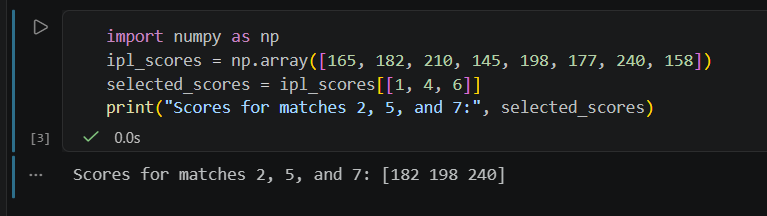 import numpy as np
ipl_scores = np.array([165, 182, 210, 145, 198, 177, 240, 158])
selected_scores = ipl_scores[[1, 4, 6]]
print("Scores for matches 2, 5, and 7:", selected_scores)
[3]
0.0s
... Scores for matches 2, 5, and 7: [182 198 240]